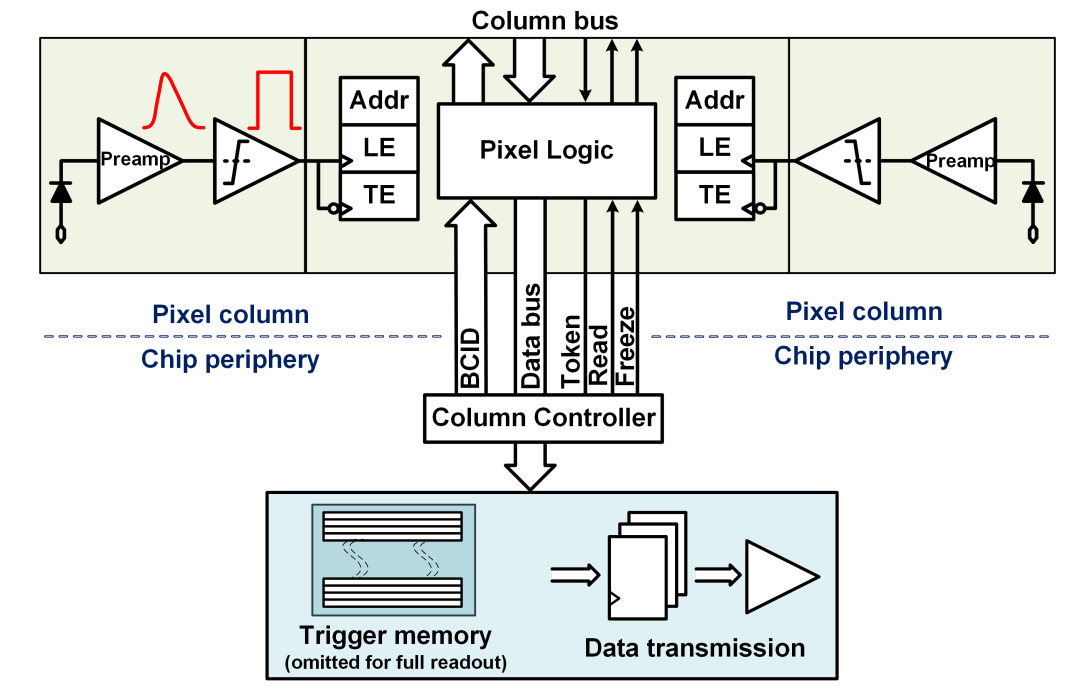 Column bus
Preamp
Addr
LE
TE
Pixel Logic
Addr
LE
TE
Preamp
Pixel column
Chip periphery
BCID
Data bus
Token
Read
Freeze
Pixel column
Chip periphery
Column Controller
Trigger memory
(omitted for full readout)
Data transmission